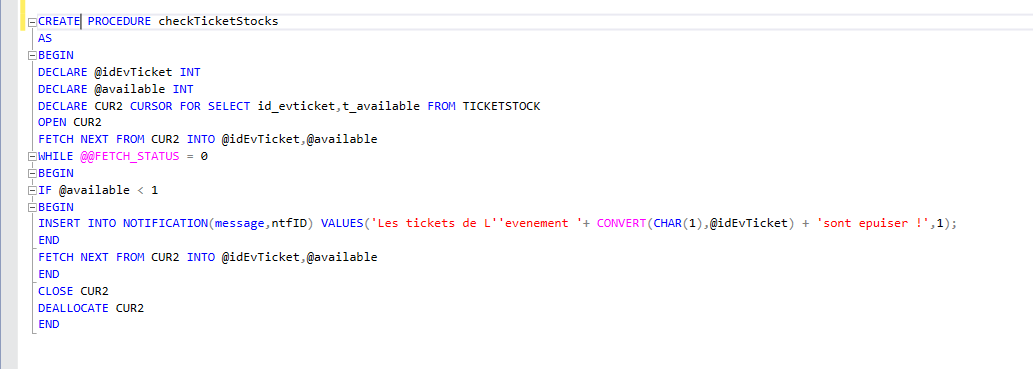 CREATE PROCEDURE checkTicketStocks
AS
BEGIN
DECLARE @idEvTicket INT
DECLARE @available INT
DECLARE CUR2 CURSOR FOR SELECT id_evticket,t_available FROM TICKETSTOCK
OPEN CUR2
FETCH NEXT FROM CUR2 INTO @idEvTicket,@available
WHILE @@FETCH_STATUS = 0
BEGIN
IF @available < 1
BEGIN
INSERT INTO NOTIFICATION(message,ntfID) VALUES('Les tickets de L''evenement '+ CONVERT(CHAR(1),@idEvTicket) + 'sont epuiser !',1);
END
FETCH NEXT FROM CUR2 INTO @idEvTicket,@available
END
CLOSE CUR2
DEALLOCATE CUR2
END